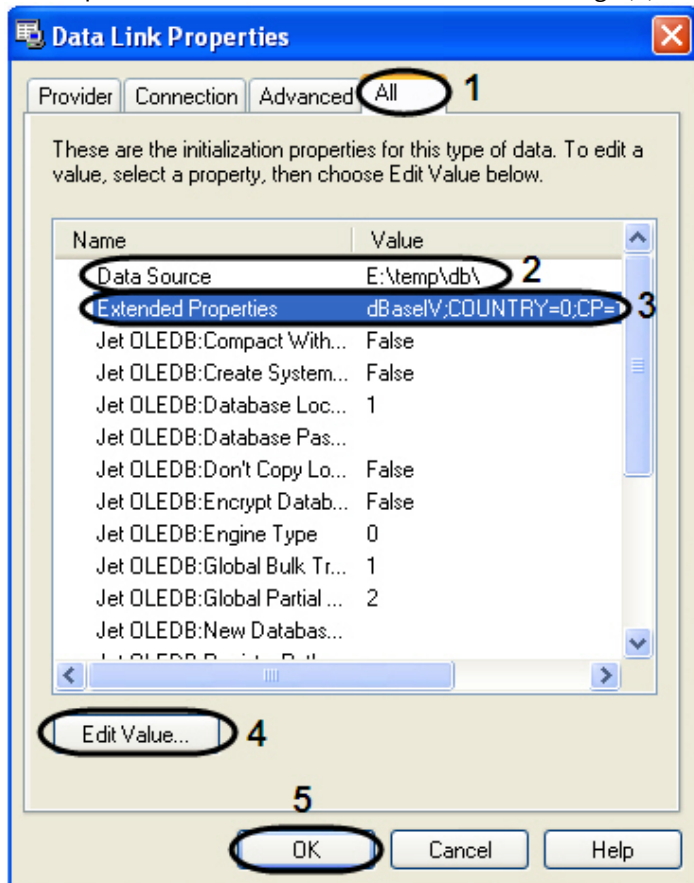 Data Link Properties
Provider Connection Advanced All 1
These are the initialization properties for this type of data. To edit a
value, select a property, then choose Edit Value below.
Name Value
Data Source E:\temp\db\ 2
Extended Properties dBaseIV;COUNTRY=0;CP= 3
Jet OLEDB:Compact With... False
Jet OLEDB:Create System... False
Jet OLEDB:Database Loc... 1
Jet OLEDB:Database Pas...
Jet OLEDB:Don't Copy Lo... False
Jet OLEDB:Encrypt Datab... False
Jet OLEDB:Engine Type 0
Jet OLEDB:Global Bulk Tr... 1
Jet OLEDB:Global Partial ... 2
Jet OLEDB:New Databas...
Edit Value... 4
5
OK Cancel Help